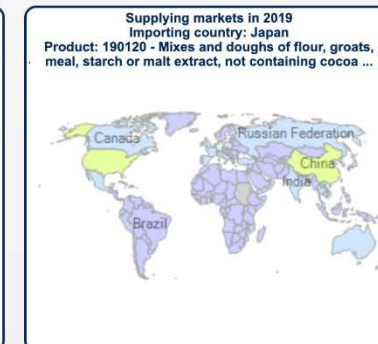 Supplying markets in 2019
Importing country: Japan
Product: 190120 - Mixes and doughs of flour, groats,
meal, starch or malt extract, not containing cocoa ...
Canada
Russian Federation
China
India
Brazil